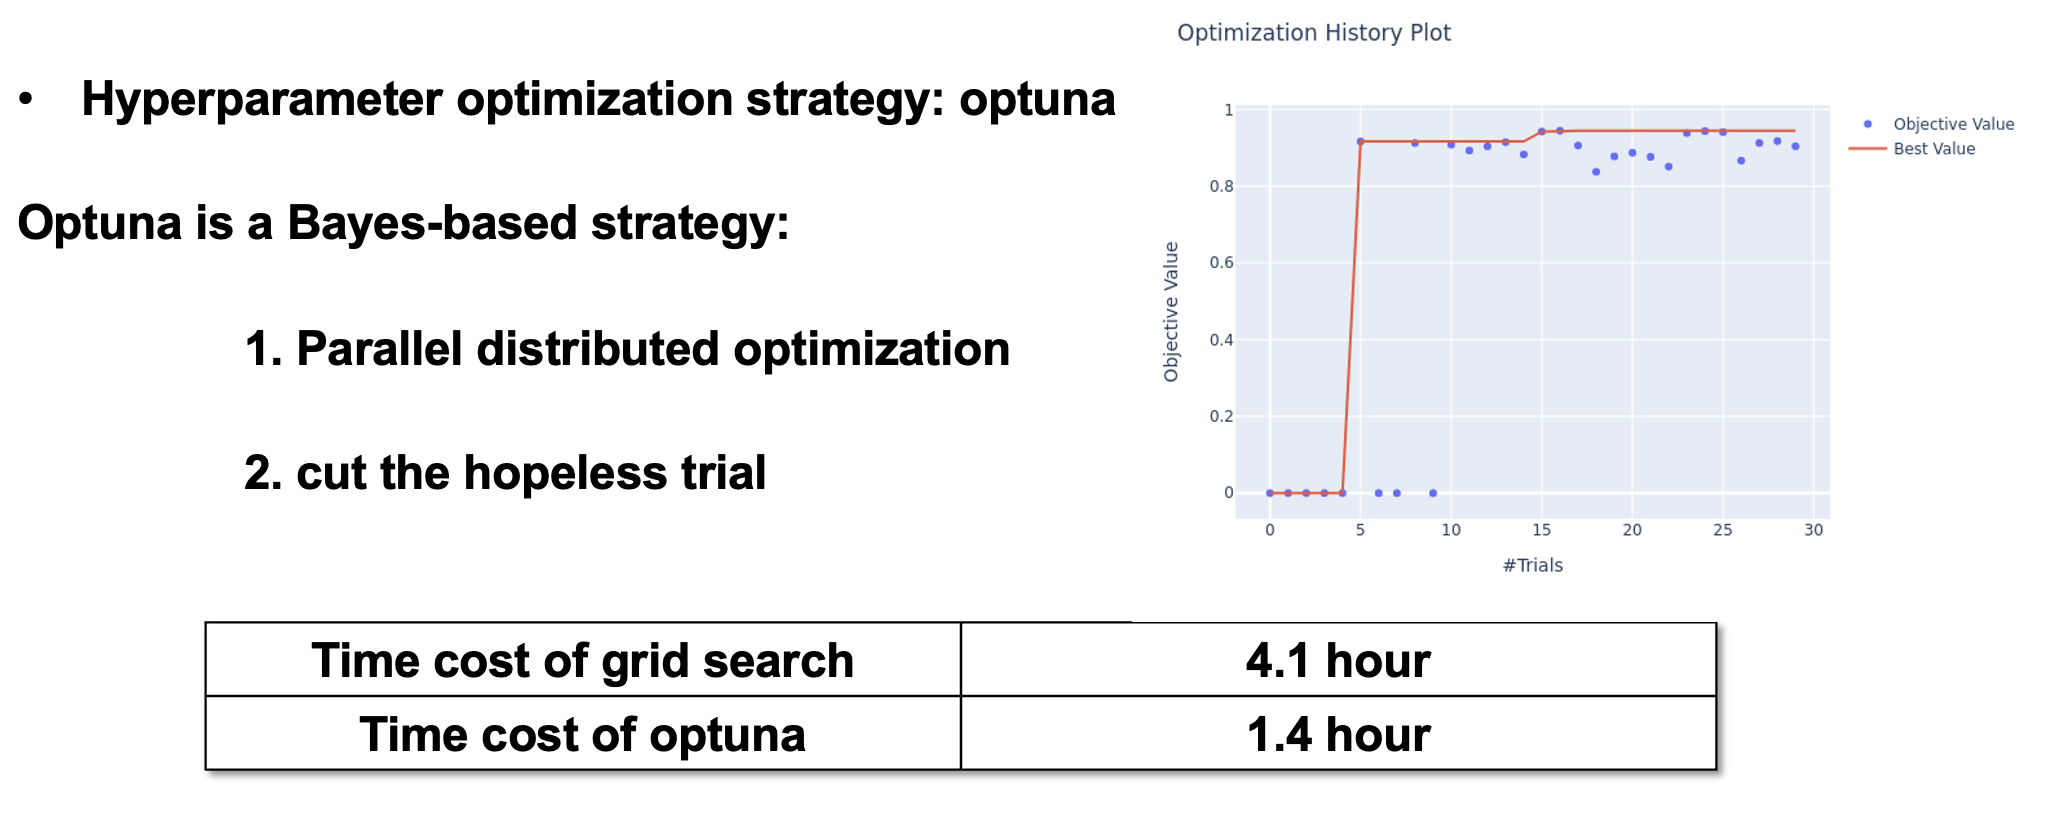 • Hyperparameter optimization strategy: optuna
Optuna is a Bayes-based strategy:
1. Parallel distributed optimization
2. cut the hopeless trial
Optimization History Plot
1
0.8
0.6
0.4
0.2
0
Objective Value
0 5 10 15 20 25 30
#Trials
Objective Value
Best Value
Time cost of grid search 4.1 hour
Time cost of optuna 1.4 hour